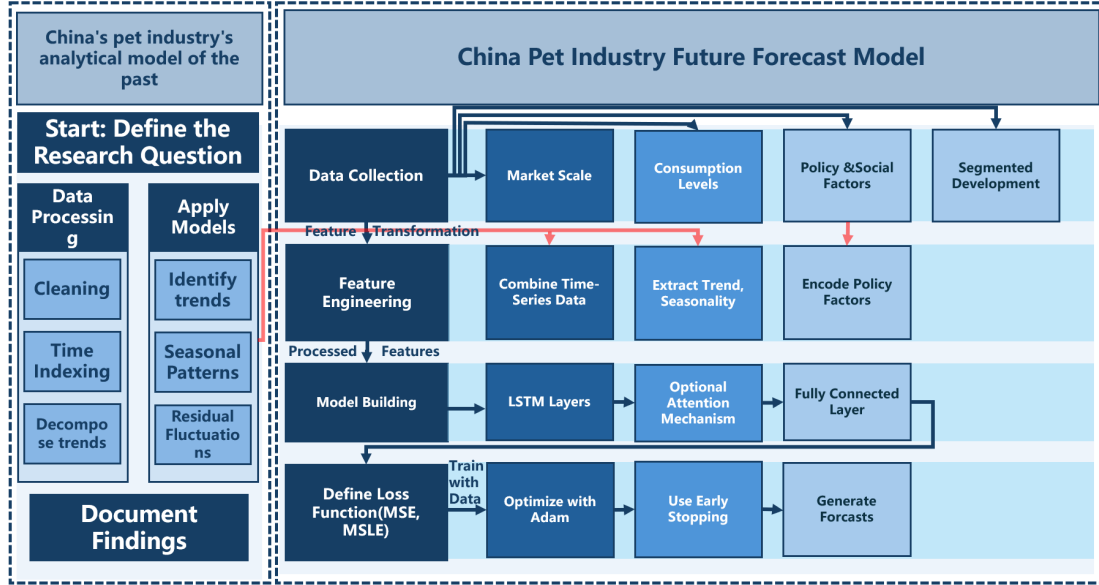 China's pet industry's
analytical model of the
past
Start: Define the
Research Question
Data
Processin
g
Cleaning
Time
Indexing
Decompo
se trends
Apply
Models
Identify
trends
Seasonal
Patterns
Residual
Fluctuatio
ns
Document
Findings
China Pet Industry Future Forecast Model
Data Collection
Market Scale
Consumption
Levels
Policy &Social
Factors
Segmented
Development
Feature Transformation
Feature
Engineering
Combine Time-
Series Data
Extract Trend,
Seasonality
Encode Policy
Factors
Processed Features
Model Building
LSTM Layers
Optional
Attention
Mechanism
Fully Connected
Layer
Define Loss
Function(MSE,
MSLE)
Train
with
Data
Optimize with
Adam
Use Early
Stopping
Generate
Forcasts